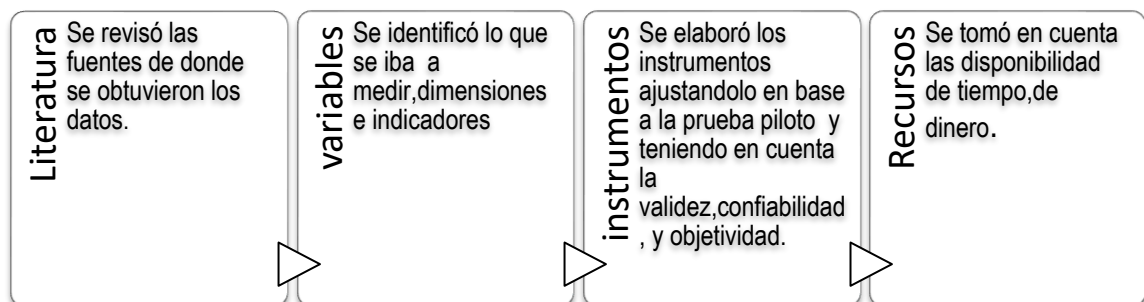 Literatura
Se revisó las
fuentes de donde
se obtuvieron los
datos.
variables
Se identificó lo que
se iba a
medir,dimensiones
e indicadores
instrumentos
Se elaboró los
instrumentos
ajustandolo en base
a la prueba piloto y
teniendo en cuenta
la
validez,confiabilidad
, y objetividad.
Recursos
Se tomó en cuenta
las disponibilidad
de tiempo,de
dinero.